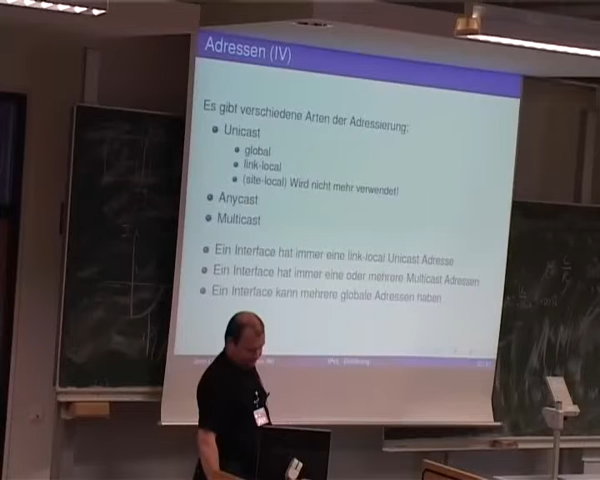 Adressen (IV)
Es gibt verschiedene Arten der Adressierung:
Unicast
global
link-local
(site-local) Wird nicht mehr verwendet!
Anycast
Multicast
Ein Interface hat immer eine link-local Unicast Adresse
Ein Interface hat immer eine oder mehrere Multicast Adressen
Ein Interface kann mehrere globale Adressen haben